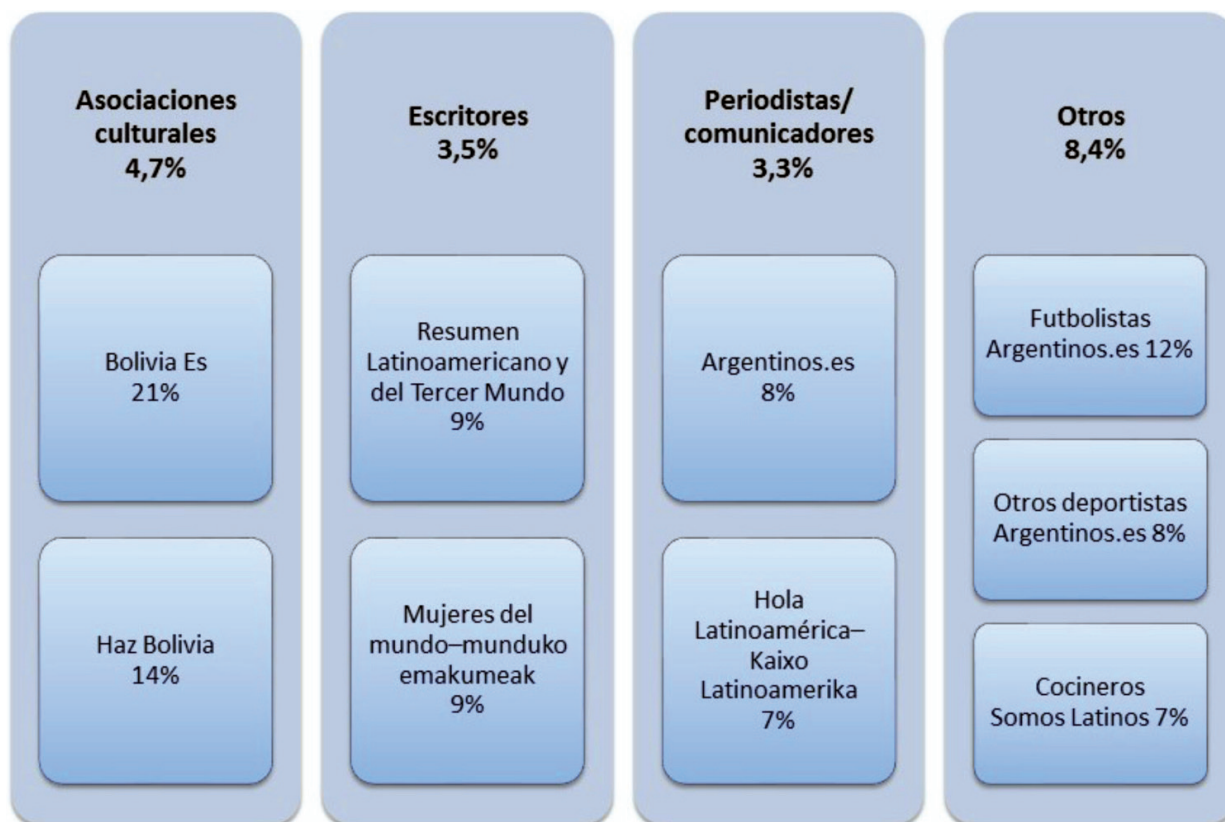 Asociaciones
culturales
4,7%
Bolivia Es
21%
Haz Bolivia
14%
Escritores
3,5%
Resumen
Latinoamericano y
del Tercer Mundo
9%
Mujeres del
mundo–munduko
emakumeak
9%
Periodistas/
comunicadores
3,3%
Argentinos.es
8%
Hola
Latinoamérica–
Kaixo
Latinoamerika
7%
Otros
8,4%
Futbolistas
Argentinos.es 12%
Otros deportistas
Argentinos.es 8%
Cocineros
Somos Latinos 7%